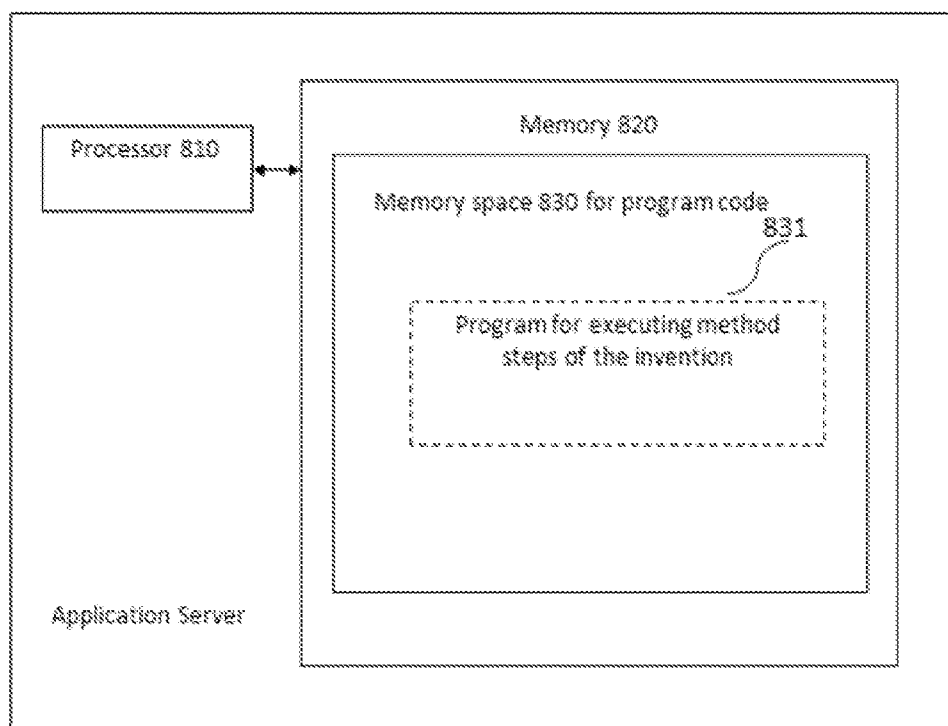 Memory 820
Processor 810
Memory space 830 for program code
831
Program for executing method
steps of the invention
Application Server